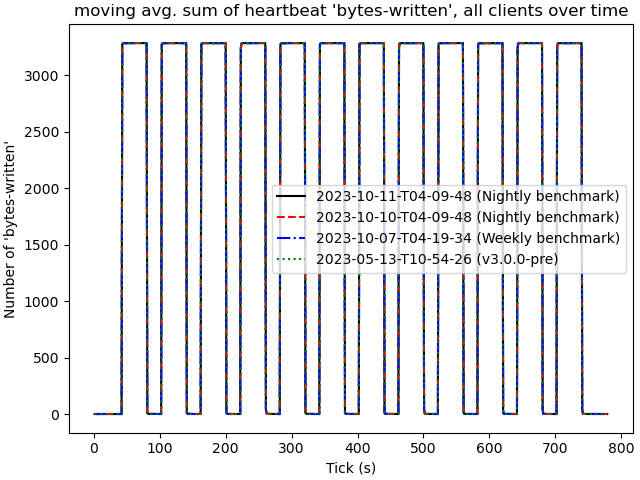 moving avg. sum of heartbeat 'bytes-written', all clients over time
Number of 'bytes-written'
3000
2500
2000
1500
1000
500
0
2023-10-11-T04-09-48 (Nightly benchmark)
2023-10-10-T04-09-48 (Nightly benchmark)
2023-10-07-T04-19-34 (Weekly benchmark)
2023-05-13-T10-54-26 (v3.0.0-pre)
0 100 200 300 400 500 600 700 800
Tick (s)